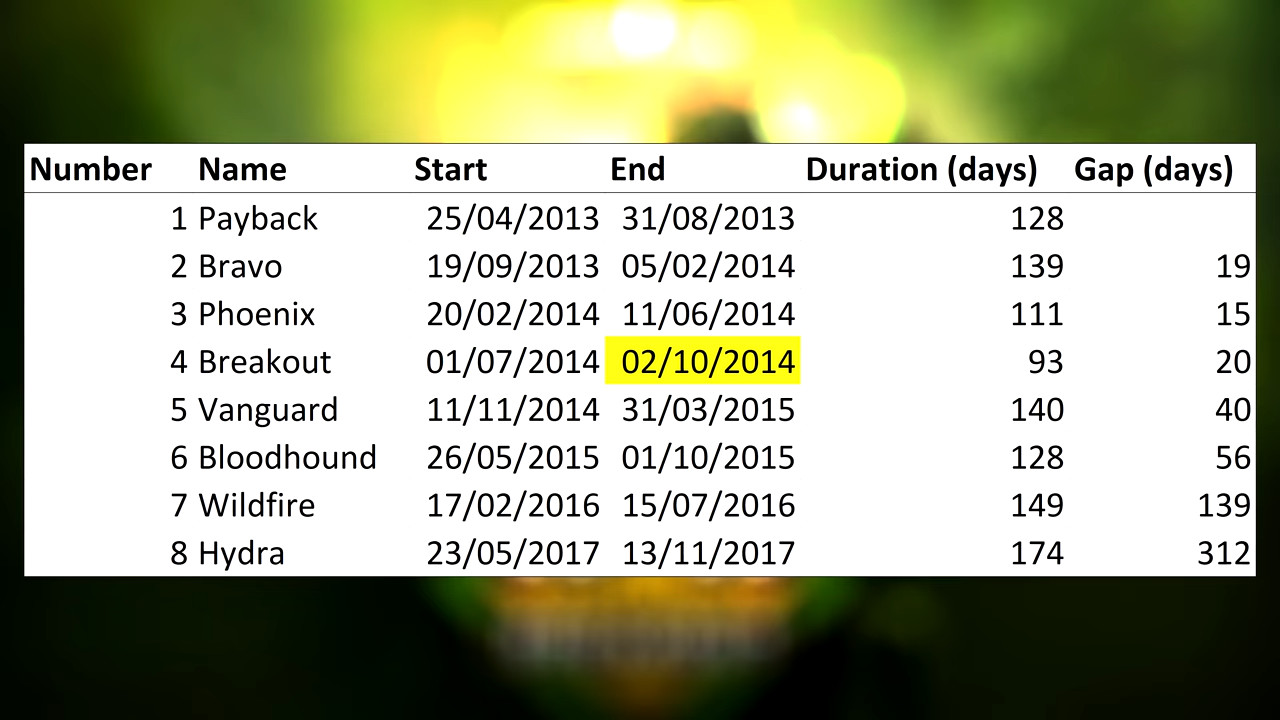 Number Name Start End Duration (days) Gap (days)
1 Payback 25/04/2013 31/08/2013 128
2 Bravo 19/09/2013 05/02/2014 139 19
3 Phoenix 20/02/2014 11/06/2014 111 15
4 Breakout 01/07/2014 02/10/2014 93 20
5 Vanguard 11/11/2014 31/03/2015 140 40
6 Bloodhound 26/05/2015 01/10/2015 128 56
7 Wildfire 17/02/2016 15/07/2016 149 139
8 Hydra 23/05/2017 13/11/2017 174 312